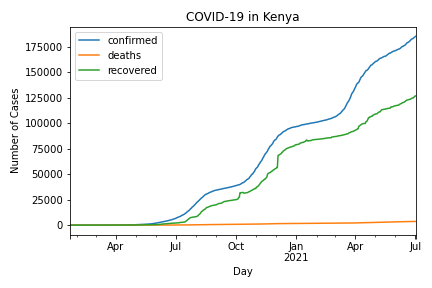 COVID-19 in Kenya
confirmed
deaths
recovered
Number of Cases
175000
150000
125000
100000
75000
50000
25000
0
Apr
Jul
Oct
Jan
2021
Apr
Jul
Day